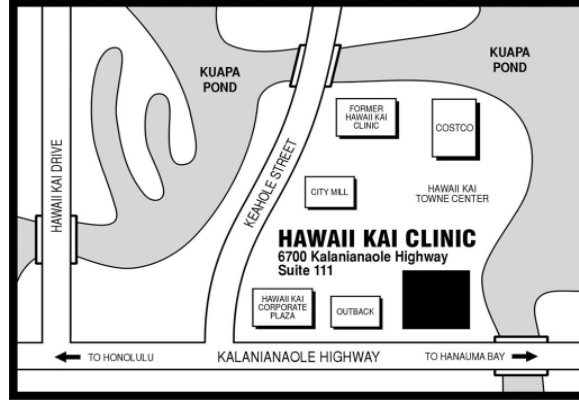 KUAPA
POND
KUAPA
POND
FORMER
HAWAII KAI
CLINIC
COSTCO
HAWAII KAI DRIVE
KEAHOLE STREET
CITY MILL
HAWAII KAI
TOWNE CENTER
HAWAII KAI CLINIC
6700 Kalanianaole Highway
Suite 111
HAWAII KAI
CORPORATE
PLAZA
OUTBACK
TO HONOLULU
KALANIANAOLE HIGHWAY
TO HANAUMA BAY